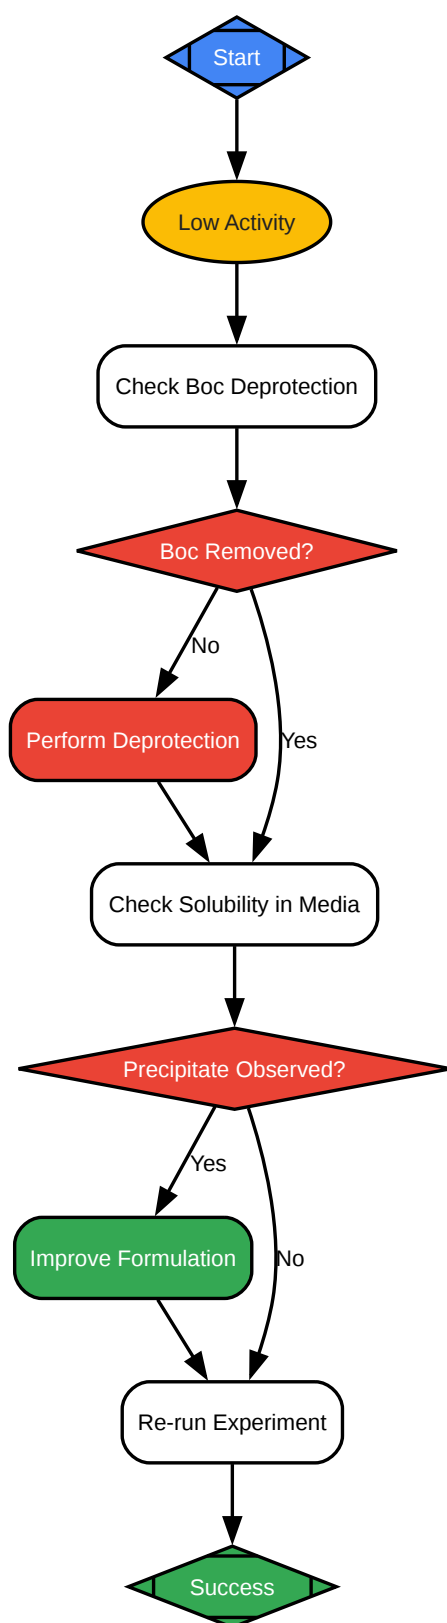 Start
Low Activity
Check Boc Deprotection
Boc Removed?
No
Perform Deprotection
Yes
Check Solubility in Media
Precipitate Observed?
Yes
Improve Formulation
No
Re-run Experiment
Success